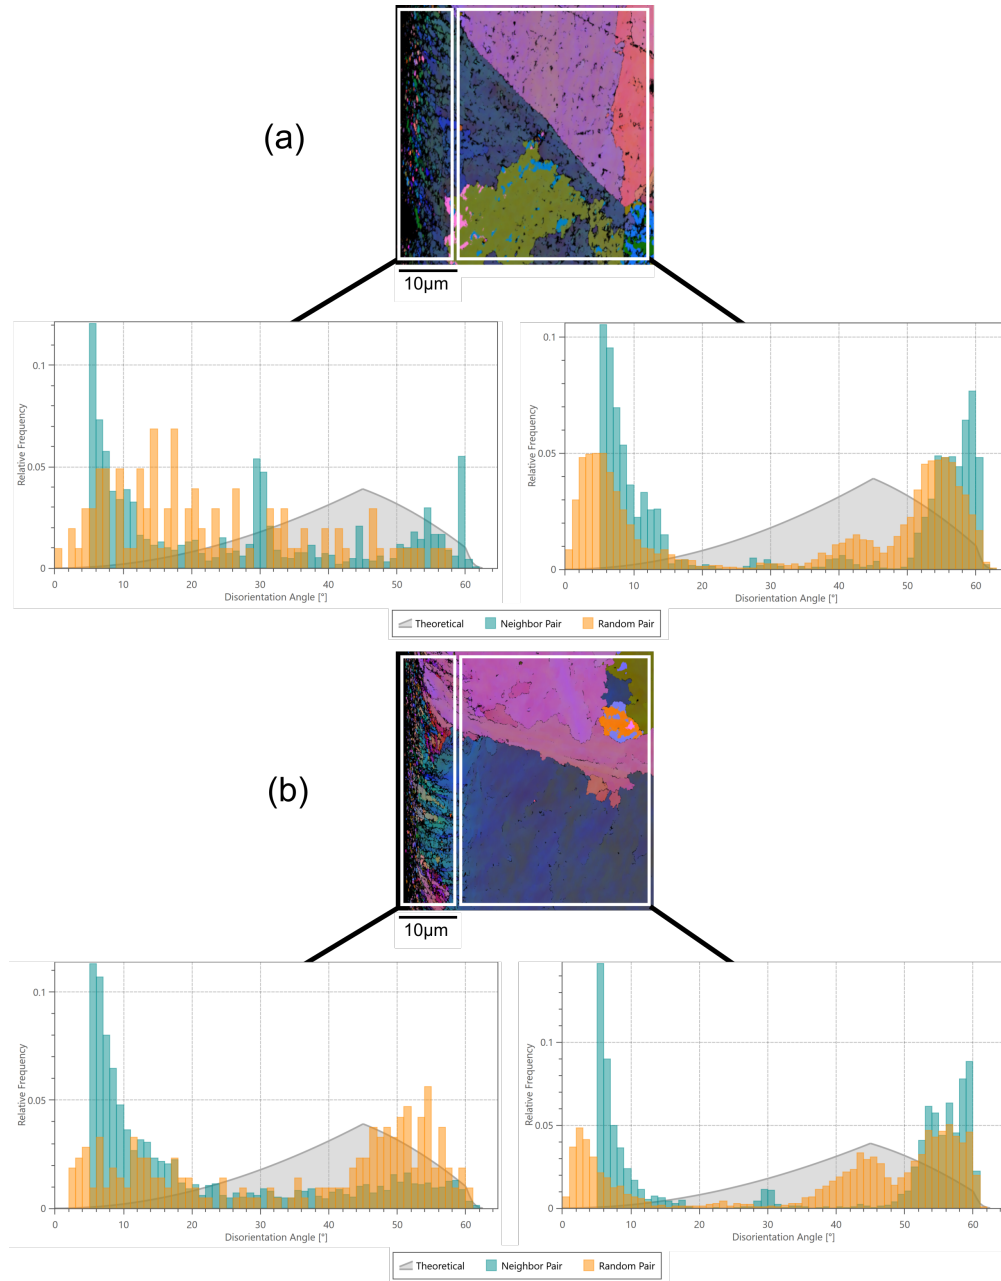 (a)
10µm
0.1
0.05
0
Relative Frequency
0 10 20 30 40 50 60
Disorientation Angle [°]
0.1
0.05
0
Relative Frequency
0 10 20 30 40 50 60
Disorientation Angle [°]
Theoretical Neighbor Pair Random Pair
(b)
10µm
0.1
0.05
0
Relative Frequency
0 10 20 30 40 50 60
Disorientation Angle [°]
0.1
0.05
0
Relative Frequency
0 10 20 30 40 50 60
Disorientation Angle [°]
Theoretical Neighbor Pair Random Pair